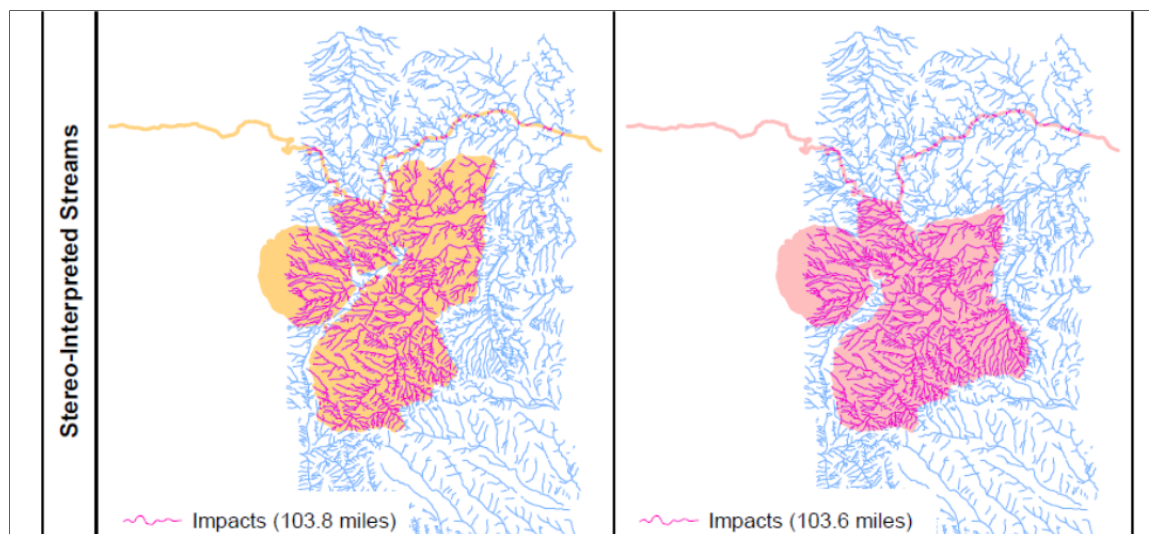 Stereo-Interpreted Streams
Impacts (103.8 miles)
Impacts (103.6 miles)